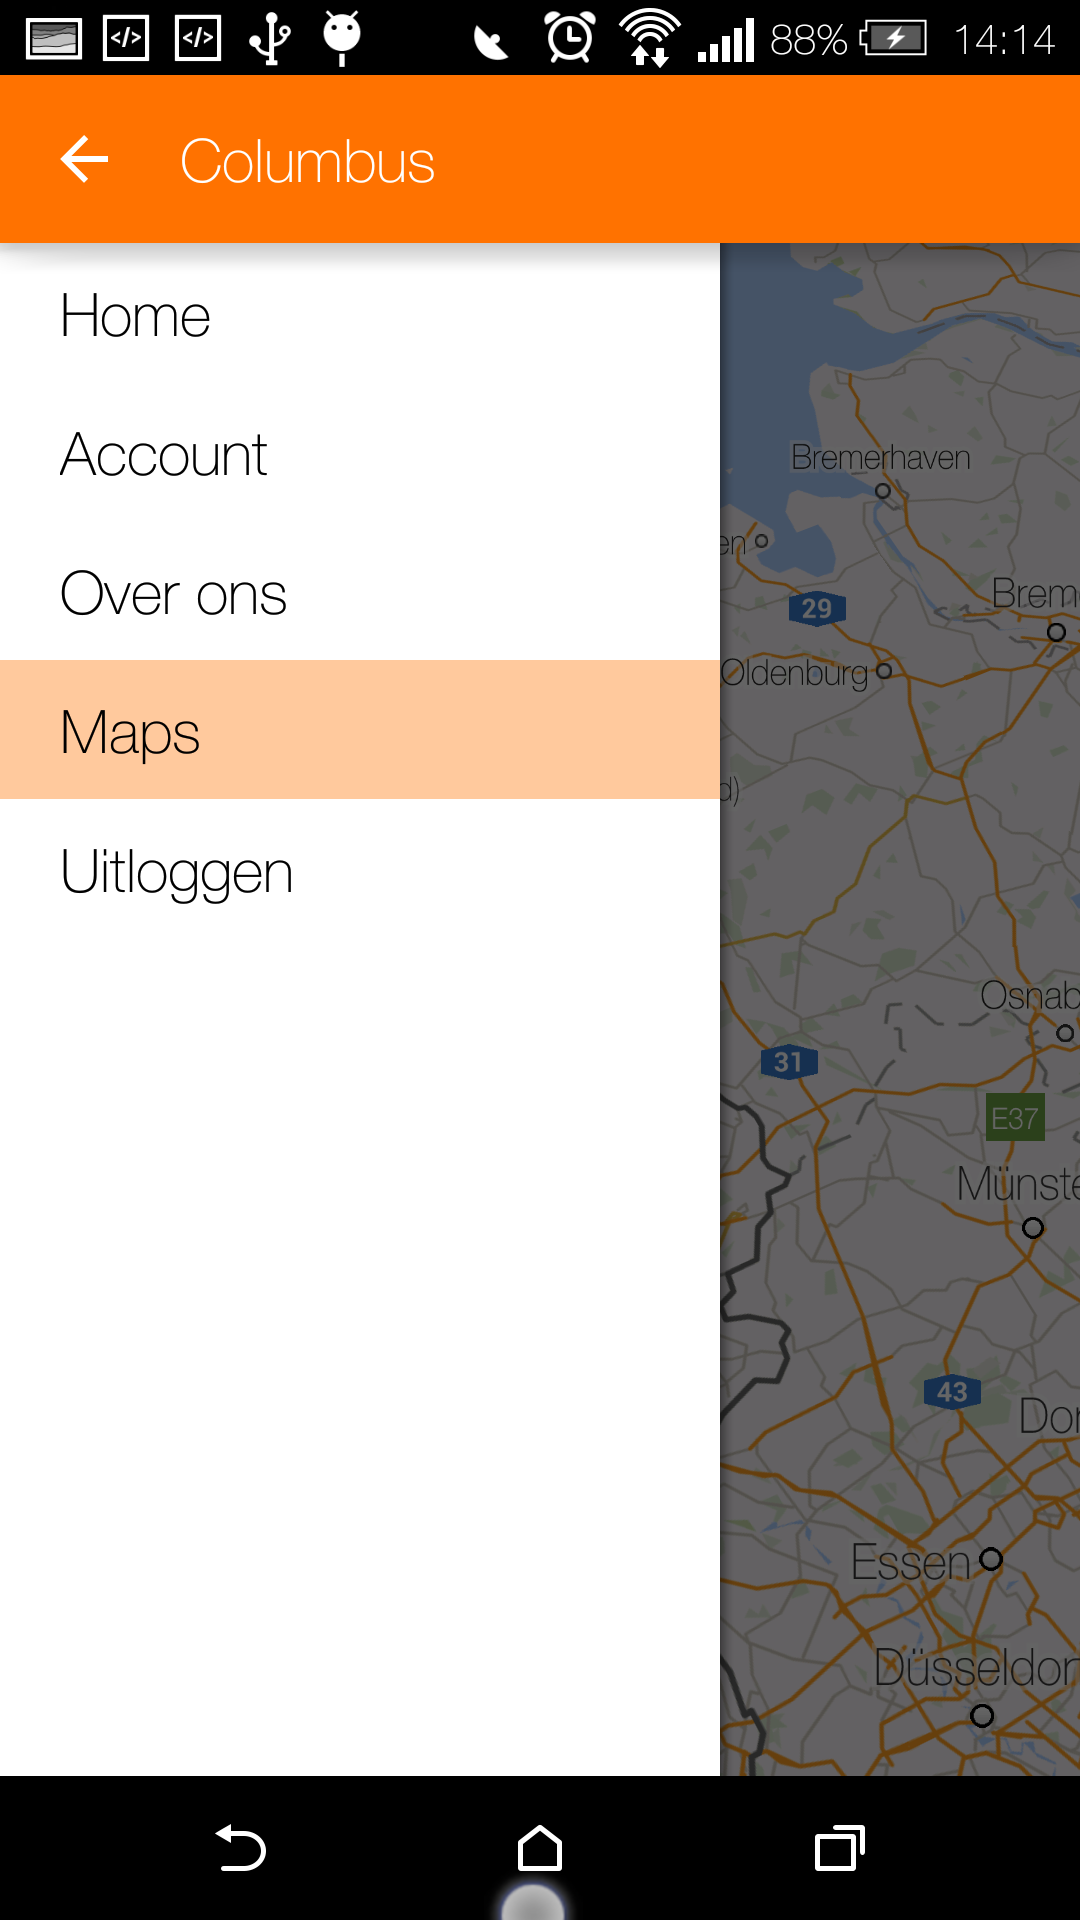 88% 14:14
Columbus
Home
Account
Over ons
Maps
Uitloggen
Bremerhaven
en
29
Brem
Oldenburg
d)
Osnab
31
E37
Münste
43
Dor
Essen
Düsseldor